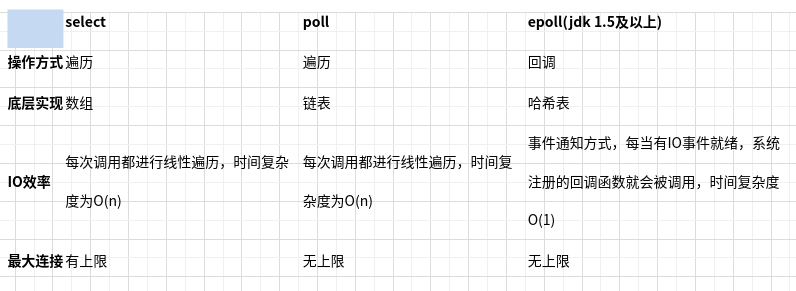 select poll epoll(jdk 1.5及以上)
操作方式 遍历 遍历 回调
底层实现 数组 链表 哈希表
IO效率 每次调用都进行线性遍历，时间复杂
度为O(n) 每次调用都进行线性遍历，时间复
杂度为O(n) 事件通知方式，每当有IO事件就绪，系统
注册的回调函数就会被调用，时间复杂度
O(1)
最大连接 有上限 无上限 无上限